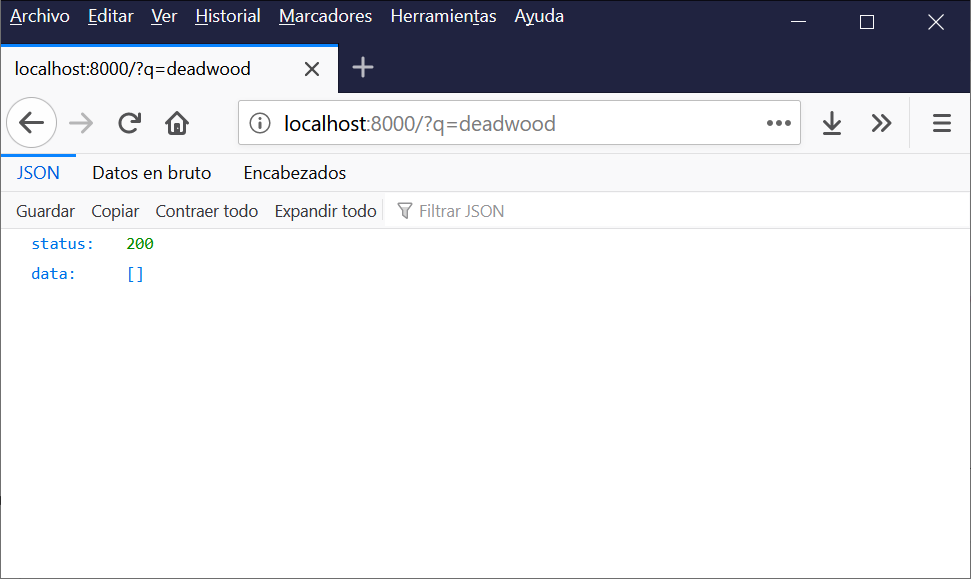 Archivo Editar Ver Historial Marcadores Herramientas Ayuda
localhost:8000/?q=deadwood
localhost:8000/?q=deadwood
JSON Datos en bruto Encabezados
Guardar Copiar Contraer todo Expandir todo Filtrar JSON
status: 200
data: []